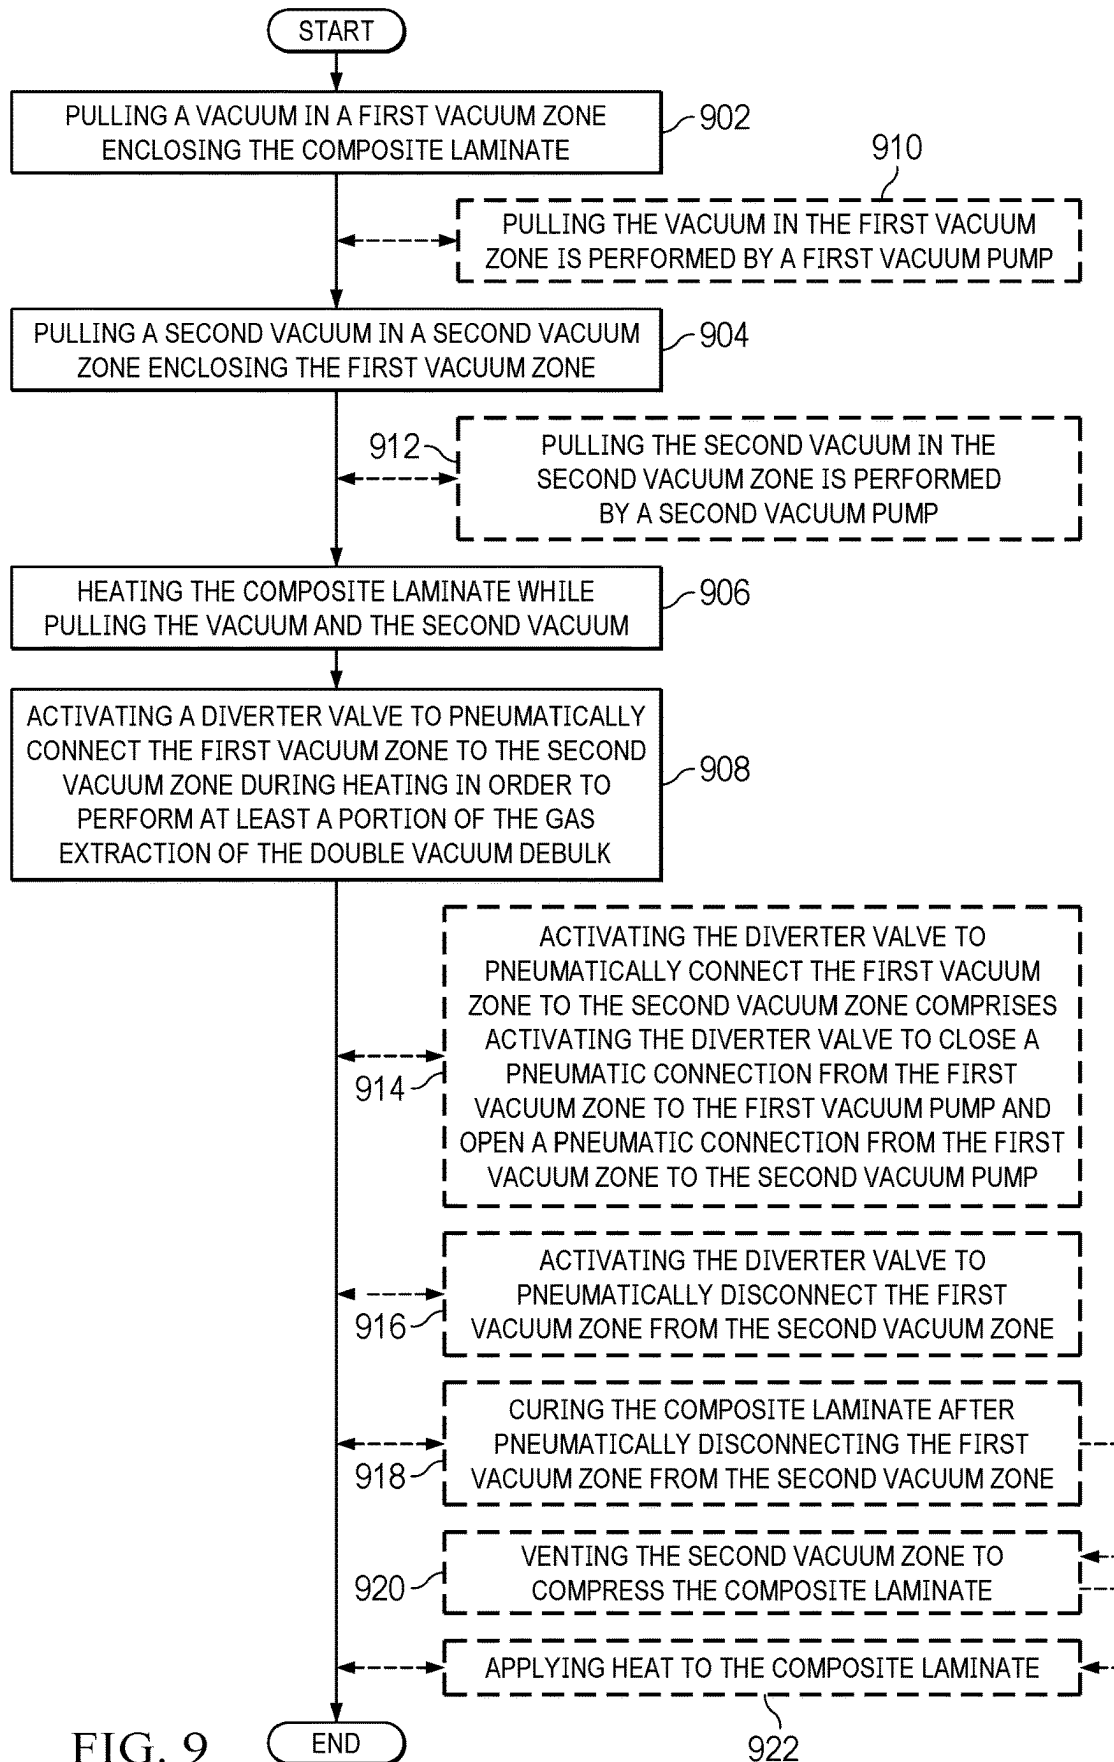 START
PULLING A VACUUM IN A FIRST VACUUM ZONE
ENCLOSING THE COMPOSITE LAMINATE
902
910
PULLING THE VACUUM IN THE FIRST VACUUM
ZONE IS PERFORMED BY A FIRST VACUUM PUMP
PULLING A SECOND VACUUM IN A SECOND VACUUM
ZONE ENCLOSING THE FIRST VACUUM ZONE
904
912
PULLING THE SECOND VACUUM IN THE
SECOND VACUUM ZONE IS PERFORMED
BY A SECOND VACUUM PUMP
HEATING THE COMPOSITE LAMINATE WHILE
PULLING THE VACUUM AND THE SECOND VACUUM
906
ACTIVATING A DIVERTER VALVE TO PNEUMATICALLY
CONNECT THE FIRST VACUUM ZONE TO THE SECOND
VACUUM ZONE DURING HEATING IN ORDER TO
PERFORM AT LEAST A PORTION OF THE GAS
EXTRACTION OF THE DOUBLE VACUUM DEBULK
908
ACTIVATING THE DIVERTER VALVE TO
PNEUMATICALLY CONNECT THE FIRST VACUUM
ZONE TO THE SECOND VACUUM ZONE COMPRISES
ACTIVATING THE DIVERTER VALVE TO CLOSE A
PNEUMATIC CONNECTION FROM THE FIRST
VACUUM ZONE TO THE FIRST VACUUM PUMP AND
OPEN A PNEUMATIC CONNECTION FROM THE FIRST
VACUUM ZONE TO THE SECOND VACUUM PUMP
914
ACTIVATING THE DIVERTER VALVE TO
PNEUMATICALLY DISCONNECT THE FIRST
VACUUM ZONE FROM THE SECOND VACUUM ZONE
916
CURING THE COMPOSITE LAMINATE AFTER
PNEUMATICALLY DISCONNECTING THE FIRST
VACUUM ZONE FROM THE SECOND VACUUM ZONE
918
VENTING THE SECOND VACUUM ZONE TO
COMPRESS THE COMPOSITE LAMINATE
920
APPLYING HEAT TO THE COMPOSITE LAMINATE
922
END
FIG. 9